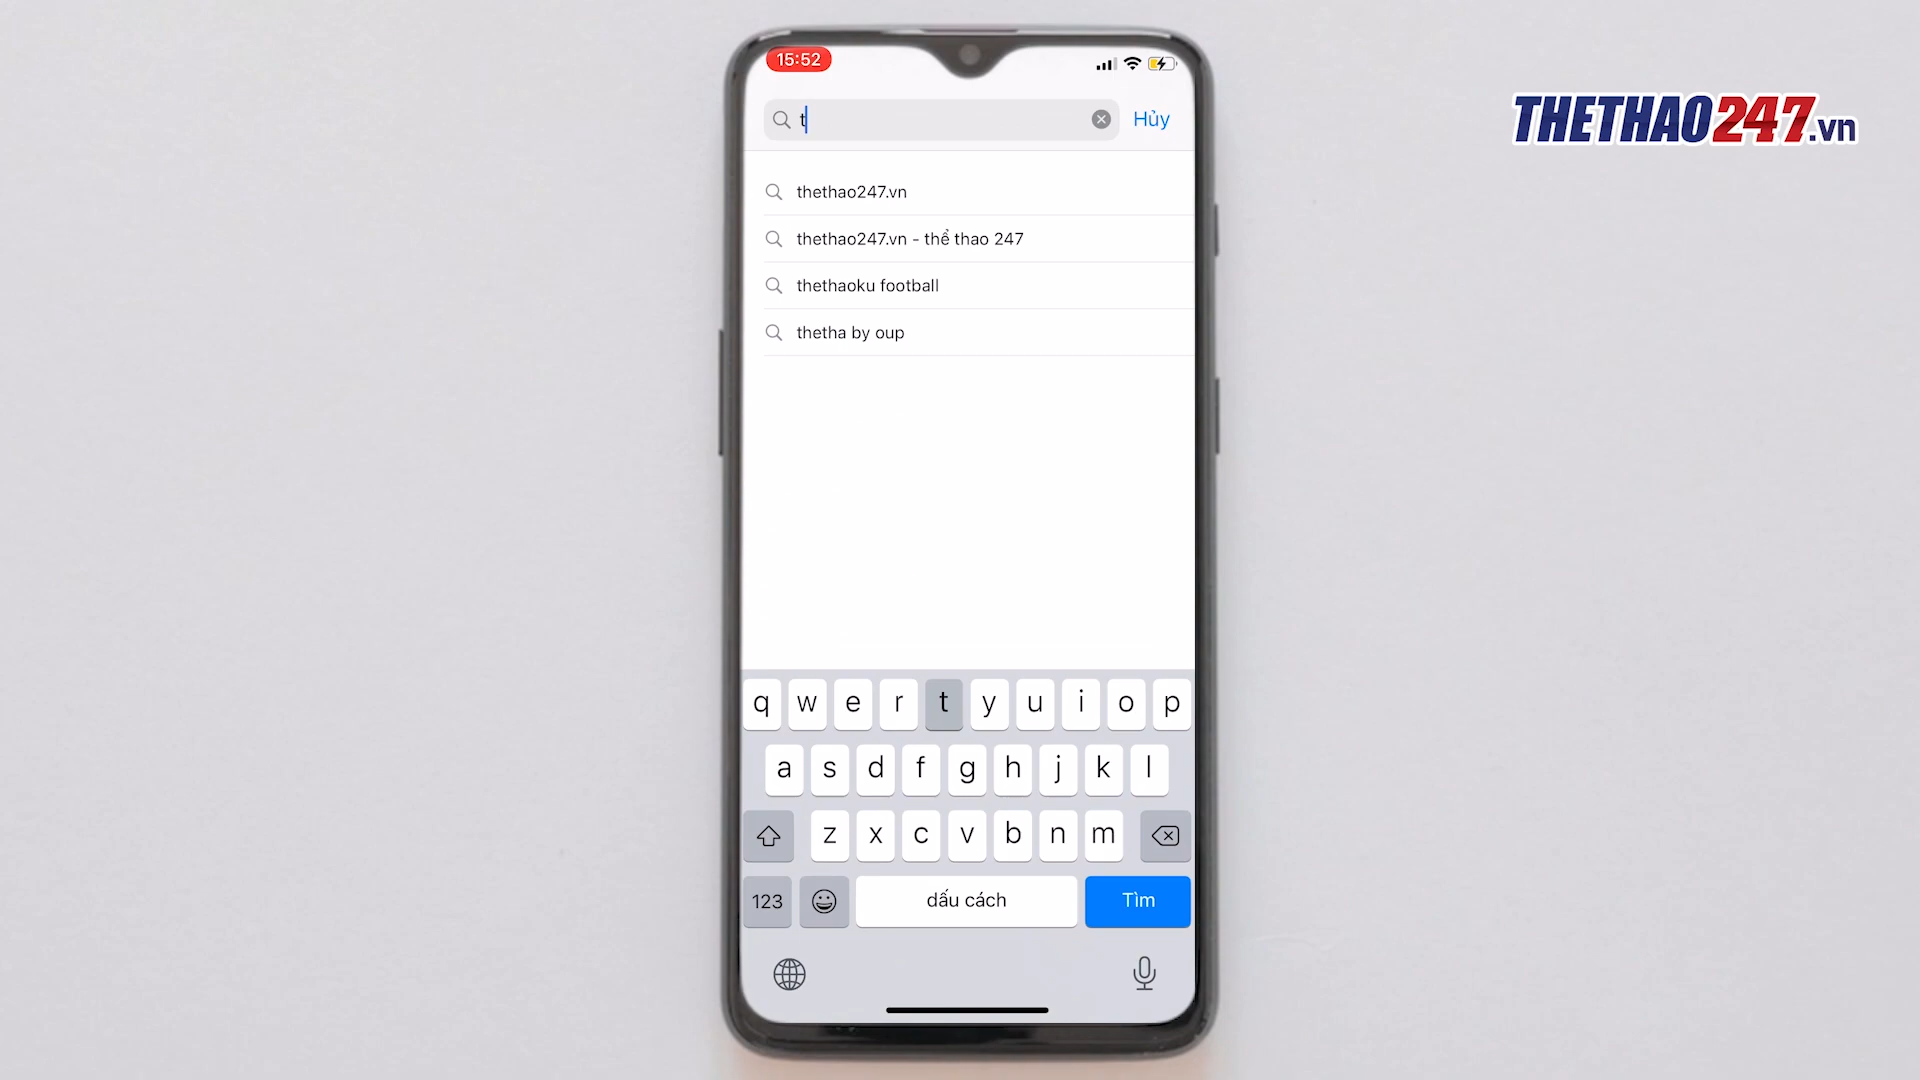 15:52
THETHAO247.vn
t
Hủy
thethao247.vn
thethao247.vn - thể thao 247
thethaoku football
thetha by oup
q w e r t y u i o p
a s d f g h j k l
z x c v b n m
123
dấu cách
Tìm